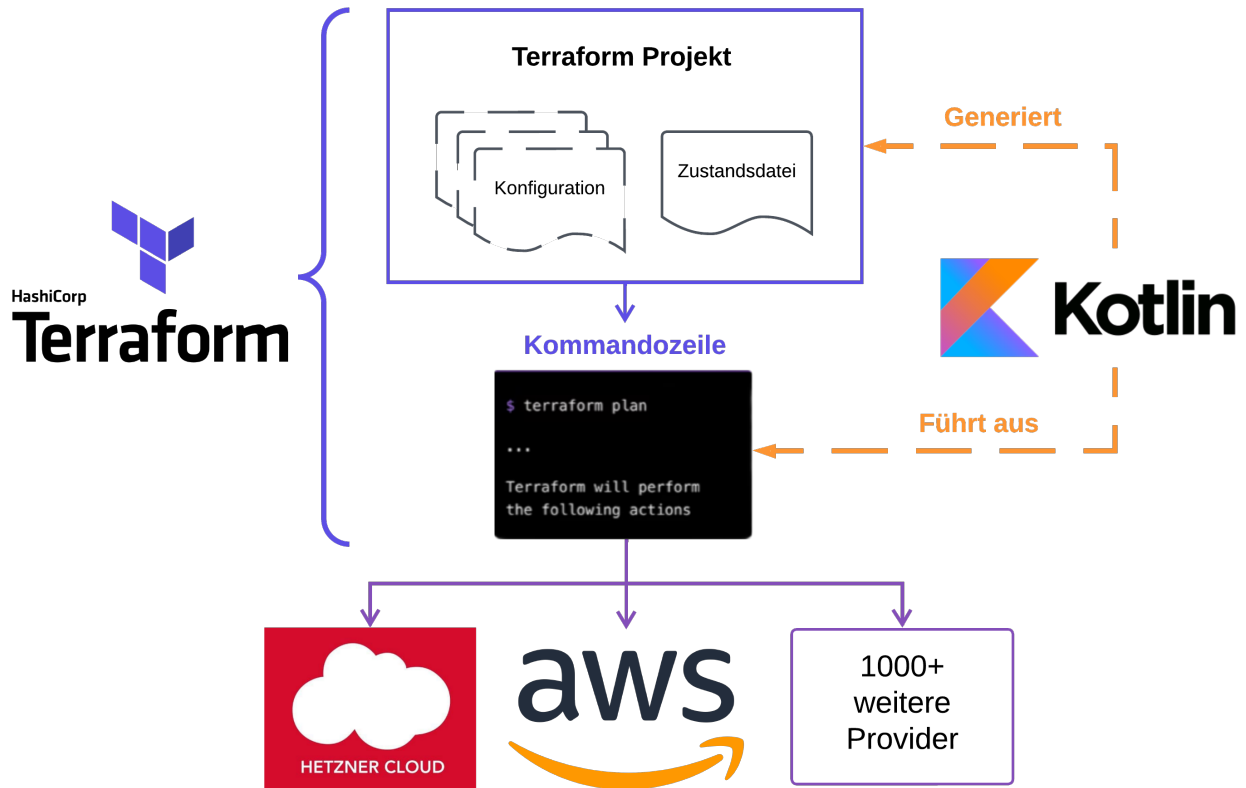 Terraform Projekt
Konfiguration
Zustandsdatei
Generiert
HashiCorp
Terraform
Kotlin
Kommandozeile
$ terraform plan
...
Terraform will perform
the following actions
Führt aus
HETZNER CLOUD
aws
1000+
weitere
Provider